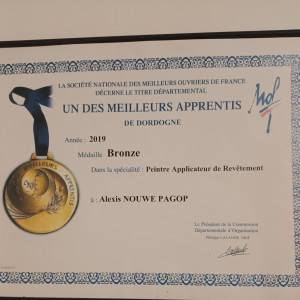 LA SOCIÉTÉ NATIONALE DES MEILLEURS OUVRIERS DE FRANCE
DÉCERNE LE TITRE DÉPARTEMENTAL
UN DES MEILLEURS APPRENTIS
DE DORDOGNE
Année : 2019
Médaille Bronze
Dans la spécialité : Peintre Applicateur de Revêtement
à : Alexis NOUWE PAGOP
Le Président de la Commission
Départementale d'Organisation